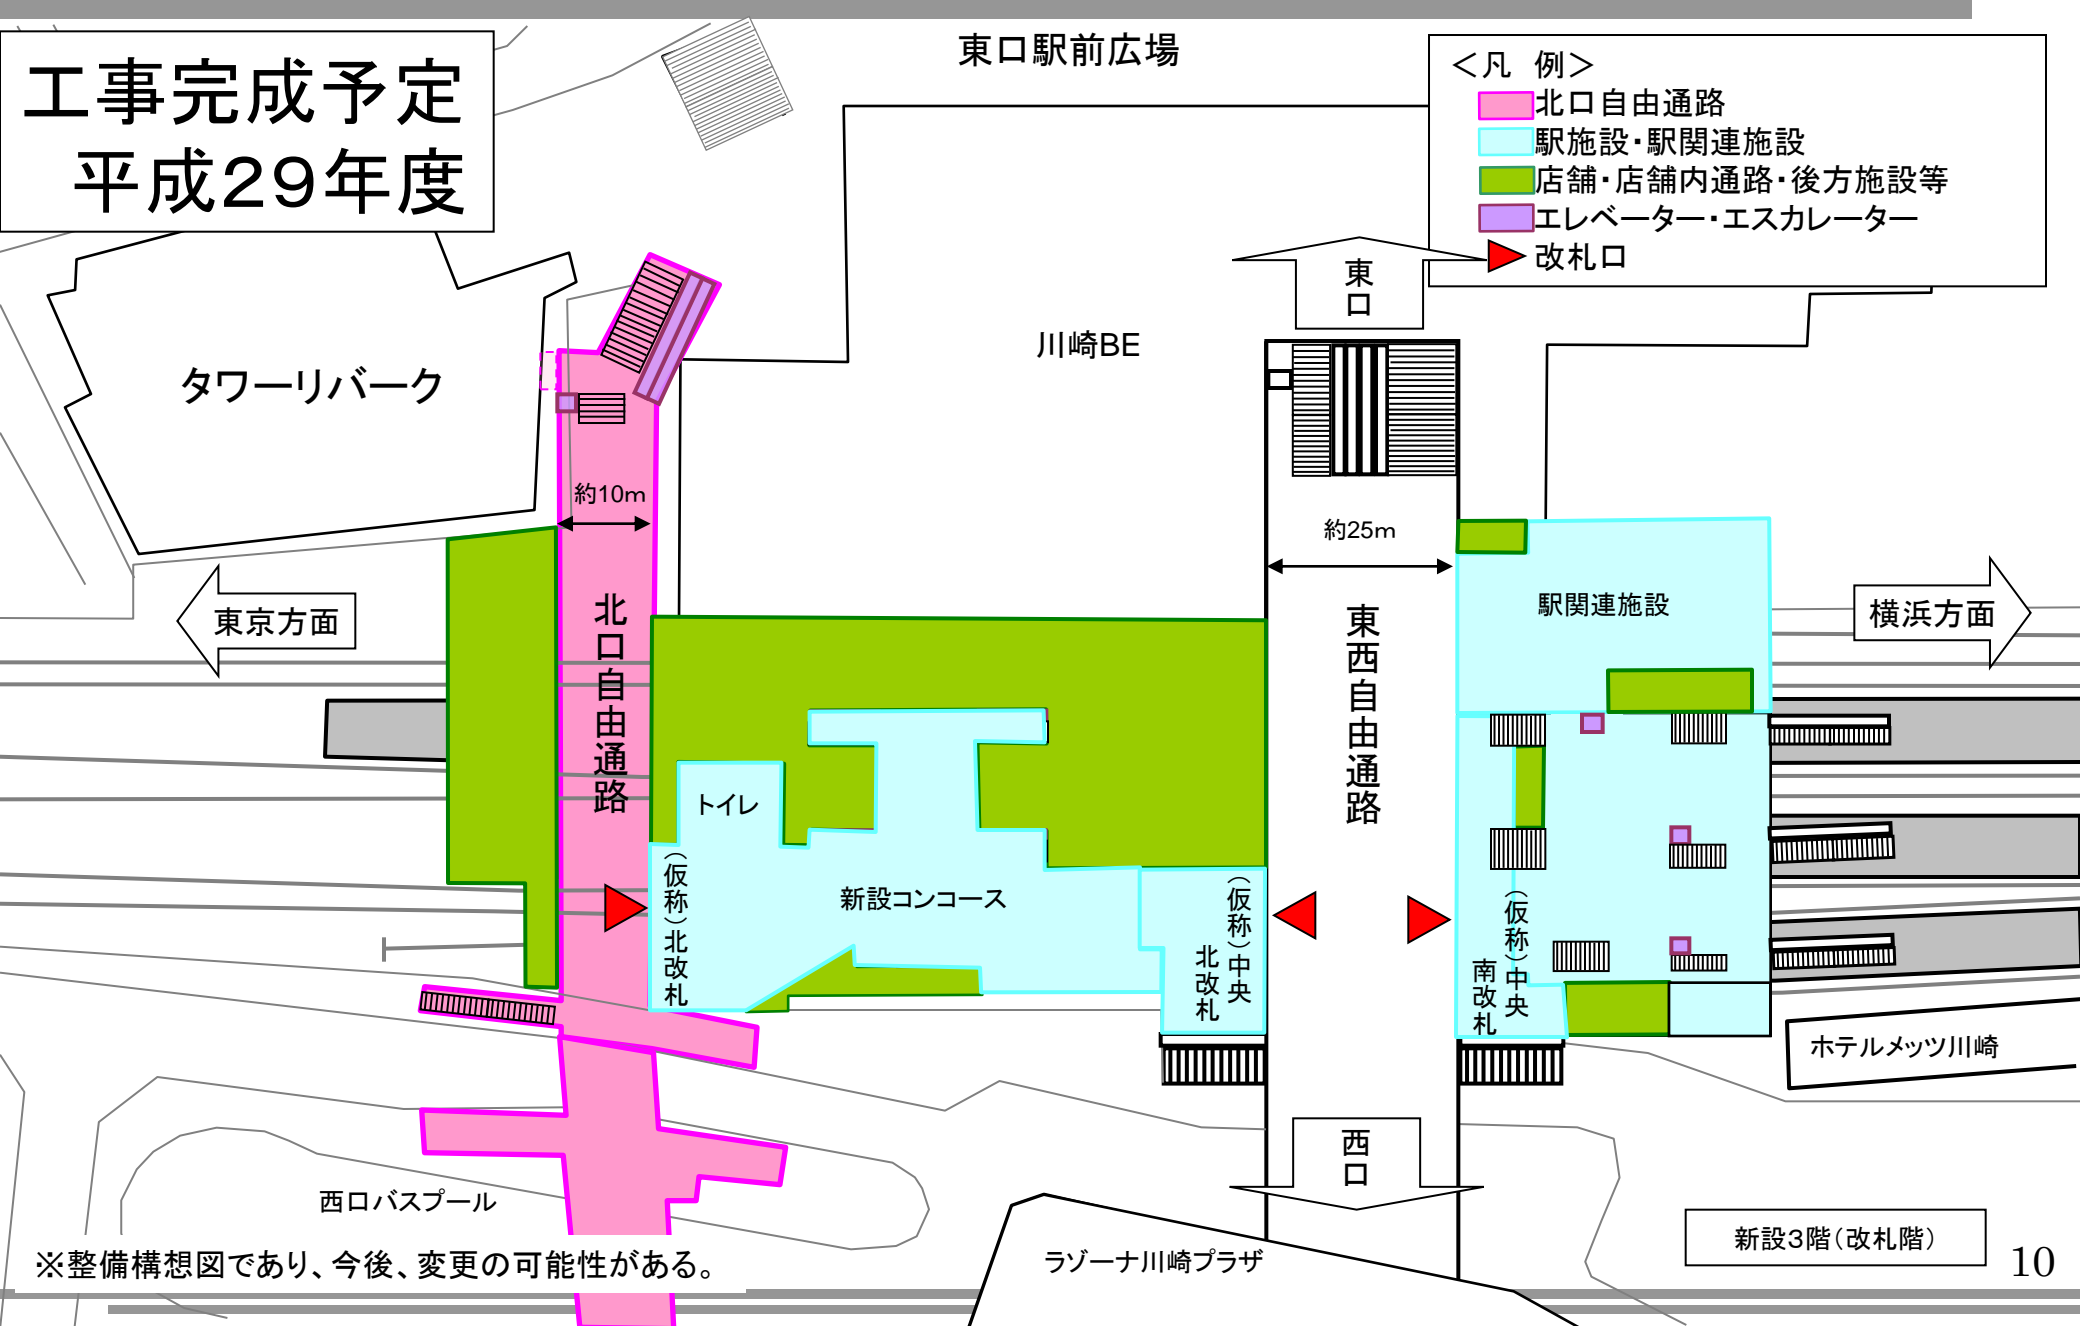 工事完成予定
平成29年度
東口駅前広場
＜凡 例＞
北口自由通路
駅施設・駅関連施設
店舗・店舗内通路・後方施設等
エレベーター・エスカレーター
改札口
東口
川崎BE
タワーリバーク
約10m
約25m
東京方面
北口自由通路
東西自由通路
駅関連施設
横浜方面
トイレ
新設コンコース
（仮称）北改札
（仮称）中央
北改札
（仮称）中央
南改札
ホテルメッツ川崎
西口
西口バスプール
ラゾーナ川崎プラザ
新設3階（改札階）
※整備構想図であり、今後、変更の可能性がある。
10